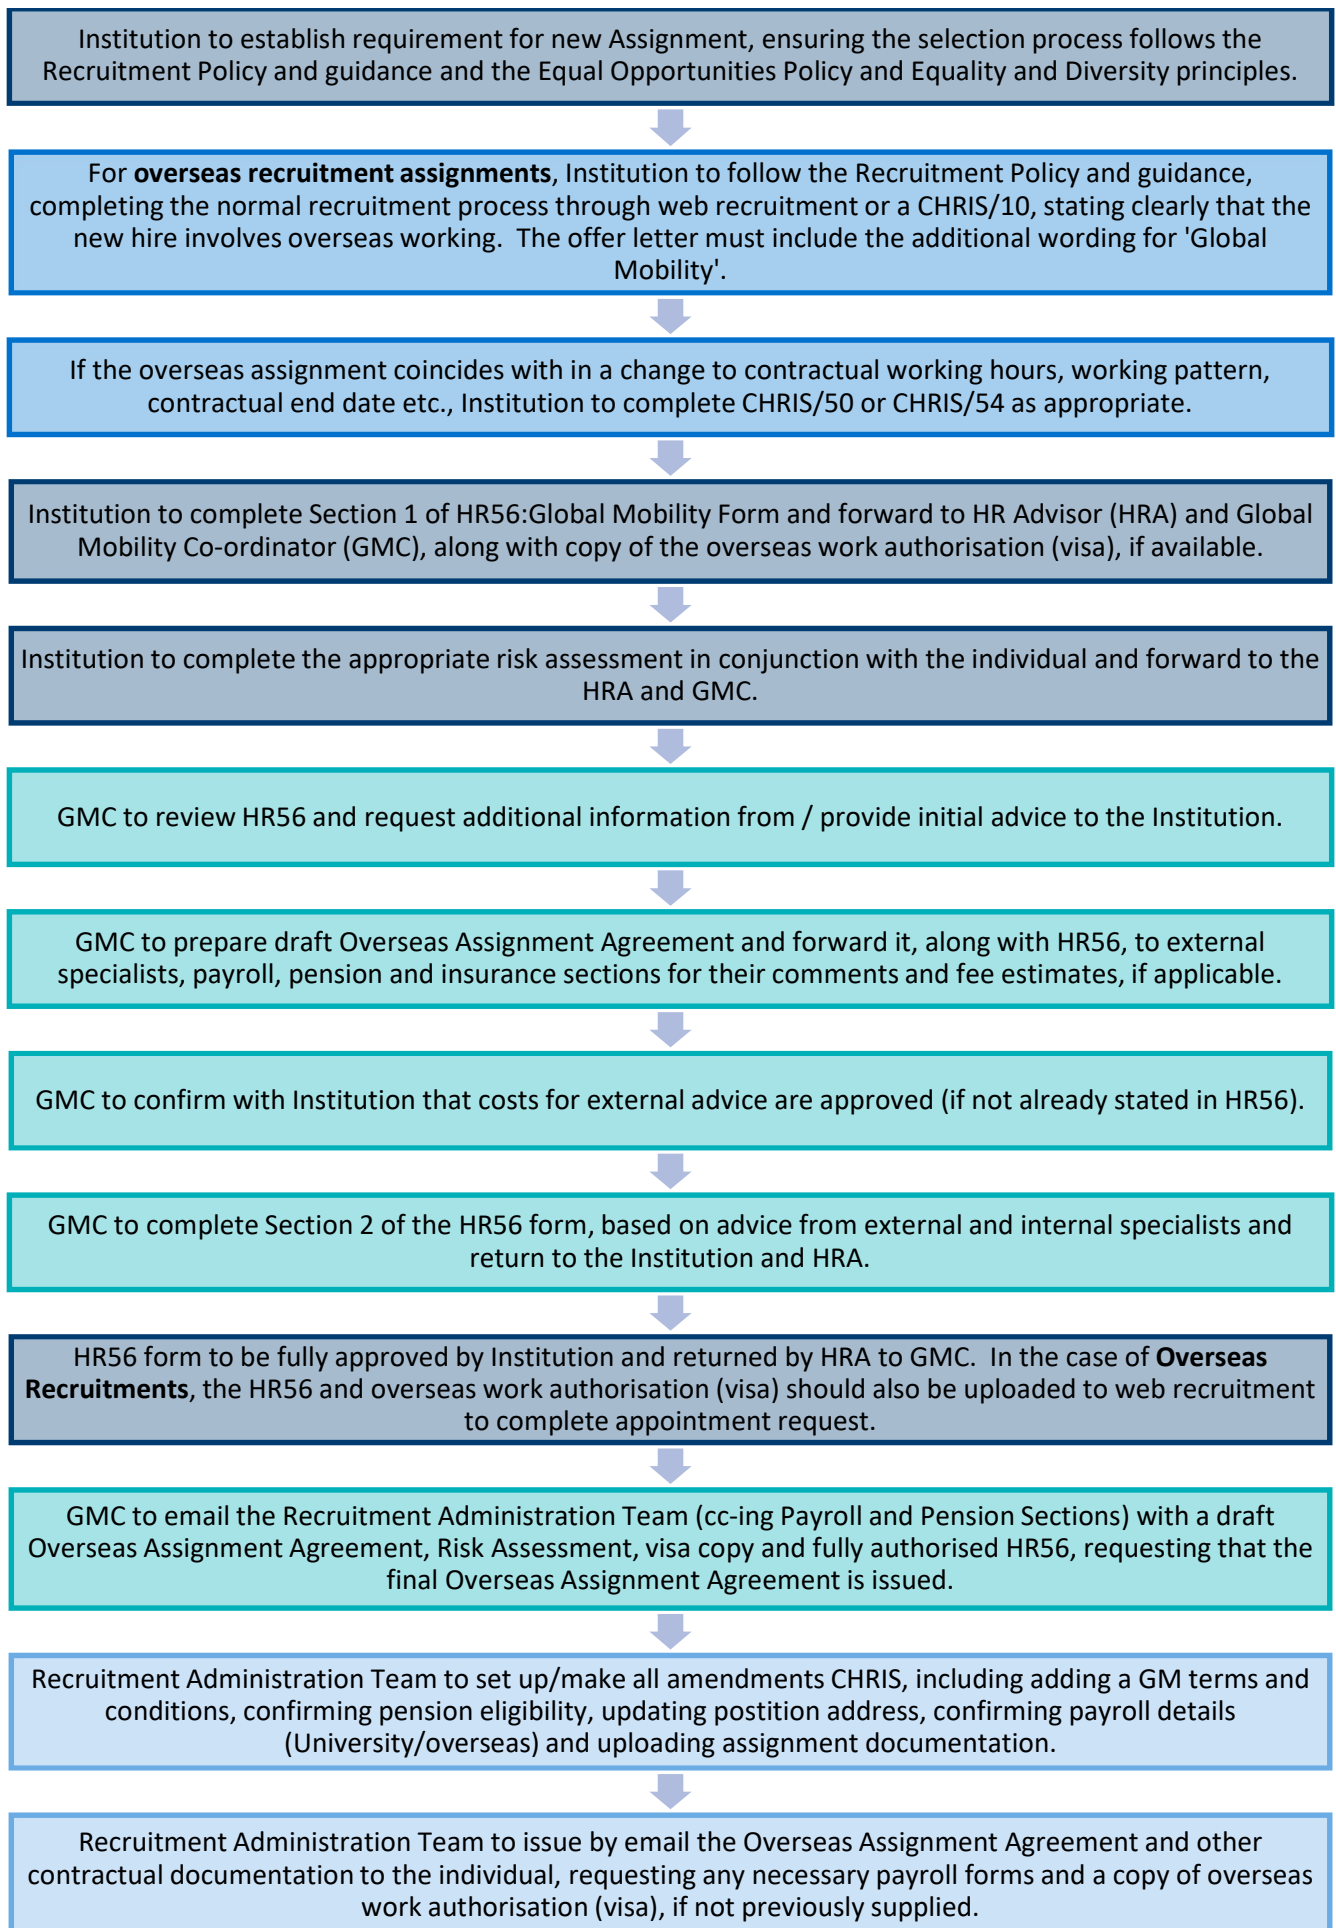 Institution to establish requirement for new Assignment, ensuring the selection process follows the
Recruitment Policy and guidance and the Equal Opportunities Policy and Equality and Diversity principles.
For overseas recruitment assignments, Institution to follow the Recruitment Policy and guidance,
completing the normal recruitment process through web recruitment or a CHRIS/10, stating clearly that the
new hire involves overseas working.  The offer letter must include the additional wording for 'Global
Mobility'.
If the overseas assignment coincides with in a change to contractual working hours, working pattern,
contractual end date etc., Institution to complete CHRIS/50 or CHRIS/54 as appropriate.
Institution to complete Section 1 of HR56:Global Mobility Form and forward to HR Advisor (HRA) and Global
Mobility Co-ordinator (GMC), along with copy of the overseas work authorisation (visa), if available.
Institution to complete the appropriate risk assessment in conjunction with the individual and forward to the
HRA and GMC.
GMC to review HR56 and request additional information from / provide initial advice to the Institution.
GMC to prepare draft Overseas Assignment Agreement and forward it, along with HR56, to external
specialists, payroll, pension and insurance sections for their comments and fee estimates, if applicable.
GMC to confirm with Institution that costs for external advice are approved (if not already stated in HR56).
GMC to complete Section 2 of the HR56 form, based on advice from external and internal specialists and
return to the Institution and HRA.
HR56 form to be fully approved by Institution and returned by HRA to GMC.  In the case of Overseas
Recruitments, the HR56 and overseas work authorisation (visa) should also be uploaded to web recruitment
to complete appointment request.
GMC to email the Recruitment Administration Team (cc-ing Payroll and Pension Sections) with a draft
Overseas Assignment Agreement, Risk Assessment, visa copy and fully authorised HR56, requesting that the
final Overseas Assignment Agreement is issued.
Recruitment Administration Team to set up/make all amendments CHRIS, including adding a GM terms and
conditions, confirming pension eligibility, updating postition address, confirming payroll details
(University/overseas) and uploading assignment documentation.
Recruitment Administration Team to issue by email the Overseas Assignment Agreement and other
contractual documentation to the individual, requesting any necessary payroll forms and a copy of overseas
work authorisation (visa), if not previously supplied.